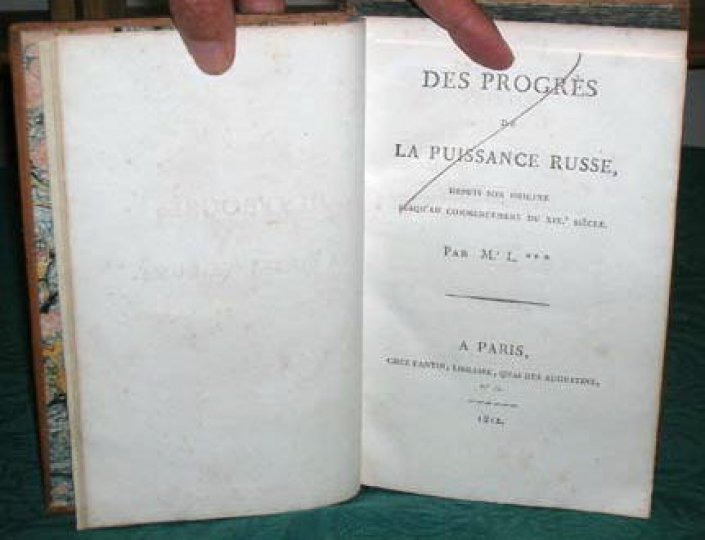 DES PROGRÈS
DE
LA PUISSANCE RUSSE,
DEPUIS SON ORIGINE
JUSQU'AU COMMENCEMENT DU XIX.e SIÈCLE.
PAR M.r L. ***
A PARIS,
CHEZ FANTIN, LIBRAIRE, QUAI DES AUGUSTINS,
1812.